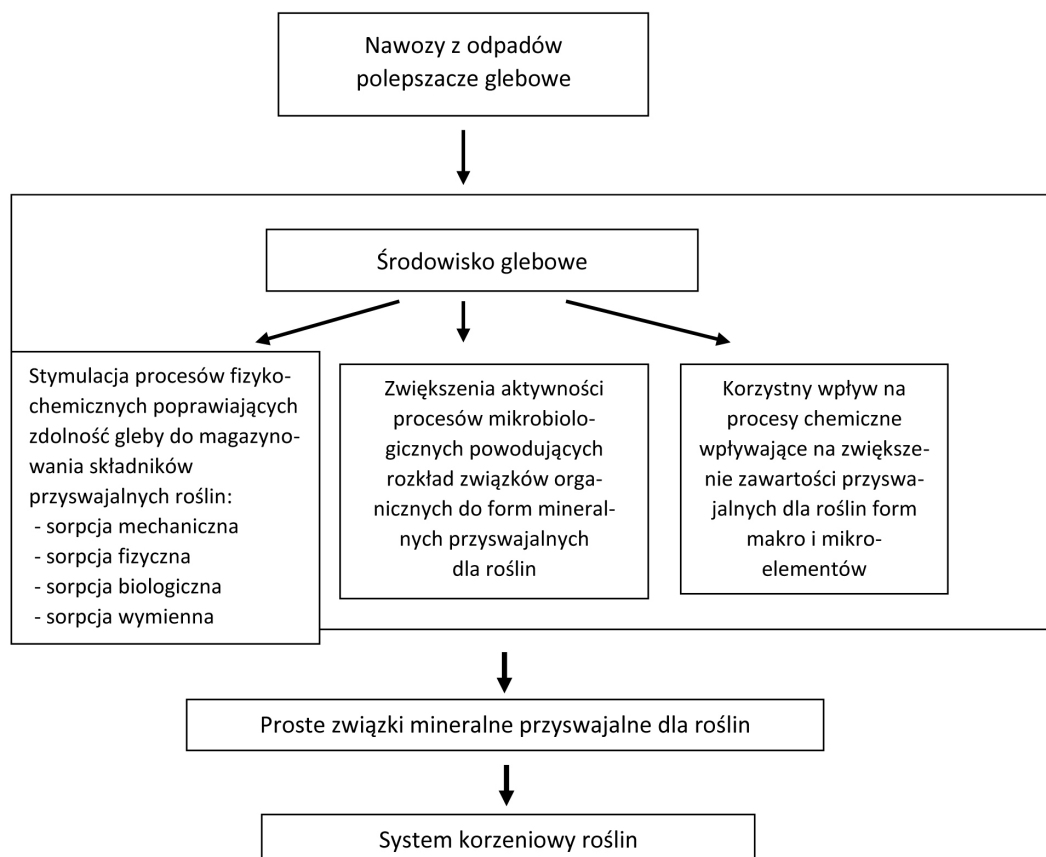 Nawozy z odpadów
polepszacze glebowe
Środowisko glebowe
Stymulacja procesów fizyko-
chemicznych poprawiających
zdolność gleby do magazyno-
wania składników
przyswajalnych roślin:
- sorpcja mechaniczna
- sorpcja fizyczna
- sorpcja biologiczna
- sorpcja wymienna
Zwiększenia aktywności
procesów mikrobiolo-
gicznych powodujących
rozkład związków orga-
nicznych do form mineral-
nych przyswajalnych
dla roślin
Korzystny wpływ na
procesy chemiczne
wpływające na zwiększe-
nie zawartości przyswa-
jalnych dla roślin form
makro i mikro-
elementów
Proste związki mineralne przyswajalne dla roślin
System korzeniowy roślin